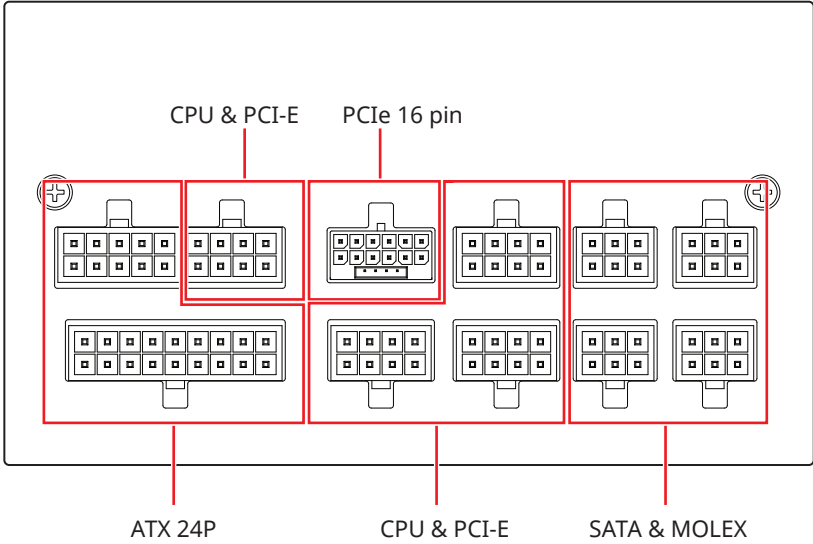 CPU & PCI-E
PCIe 16 pin
ATX 24P
CPU & PCI-E
SATA & MOLEX